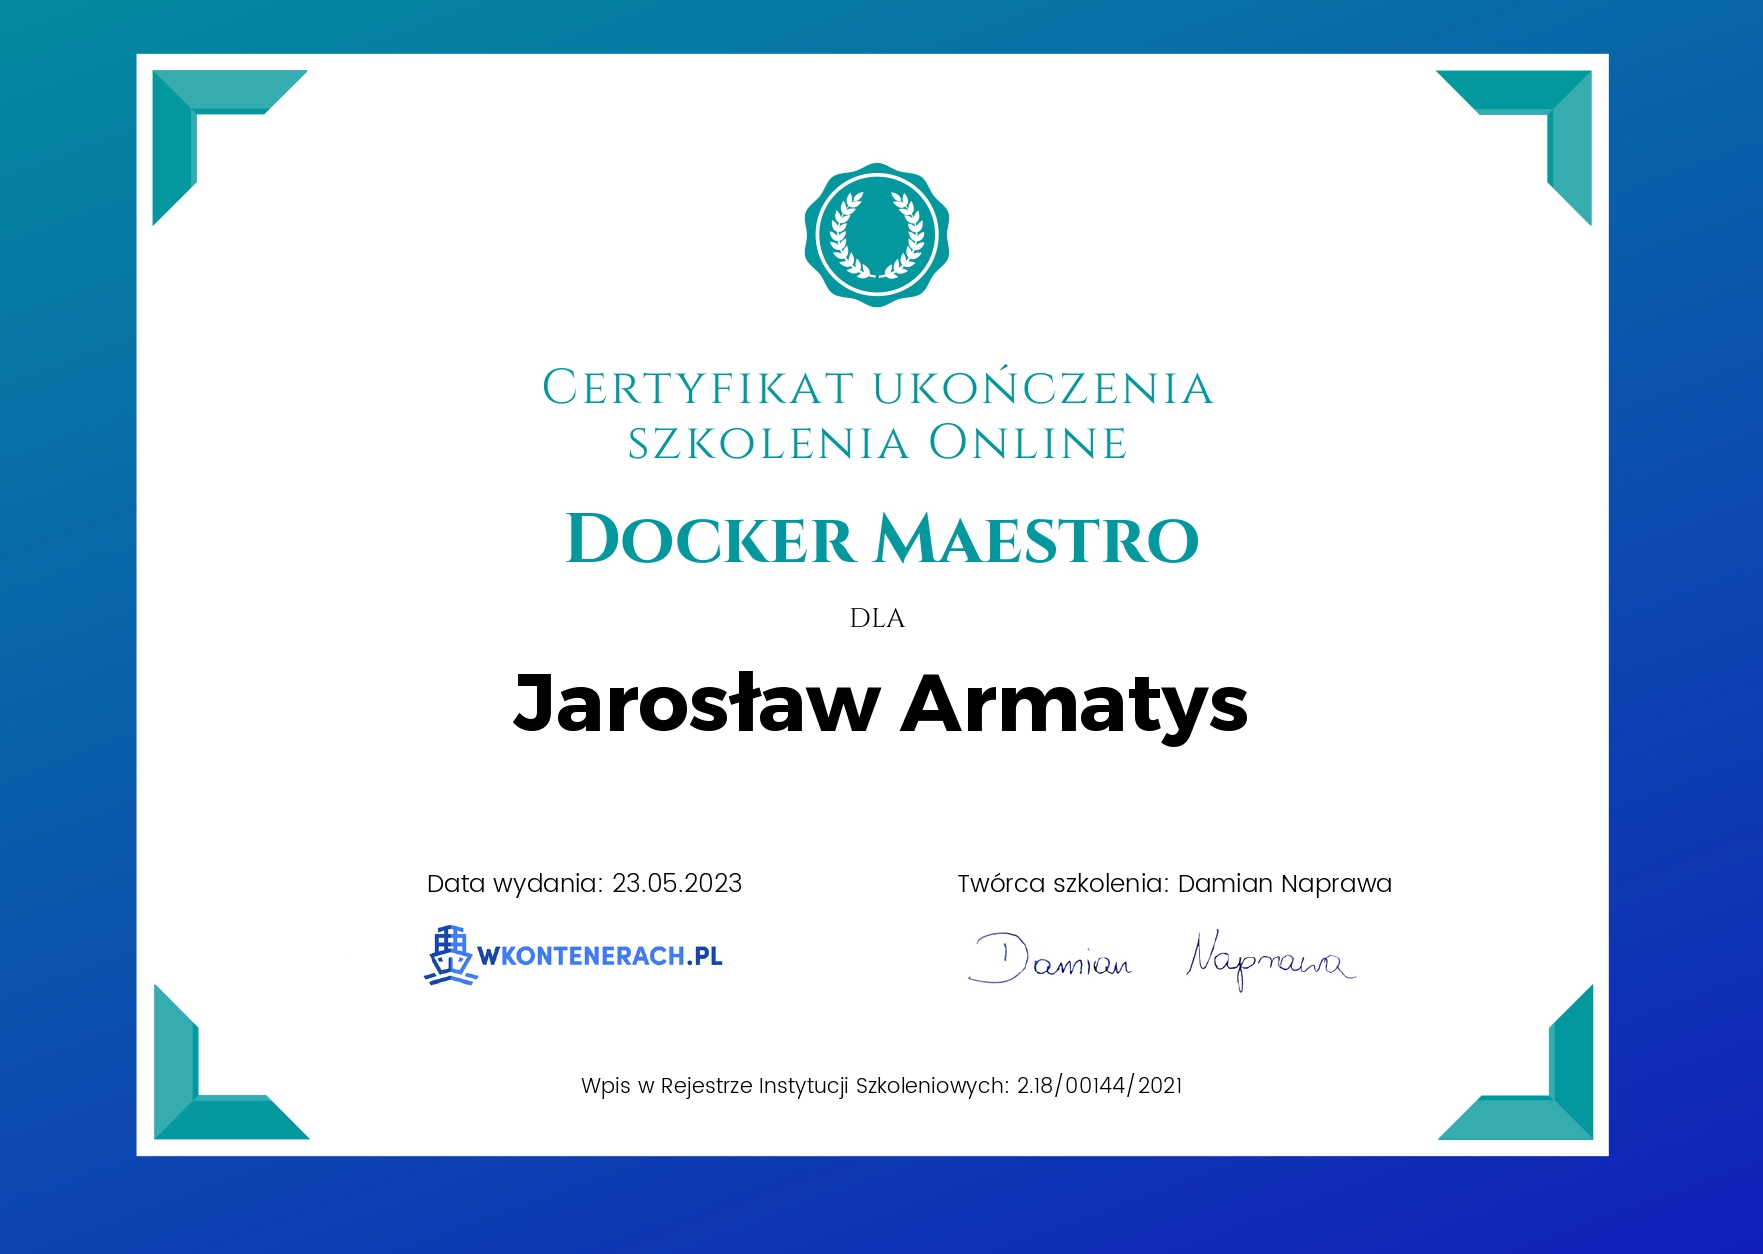 Certyfikat ukończenia
szkolenia Online
Docker Maestro
dla
Jarosław Armatys
Data wydania: 23.05.2023
Twórca szkolenia: Damian Naprawa
WKONTENERACH.PL
Damian Naprawa
Wpis w Rejestrze Instytucji Szkoleniowych: 2.18/00144/2021